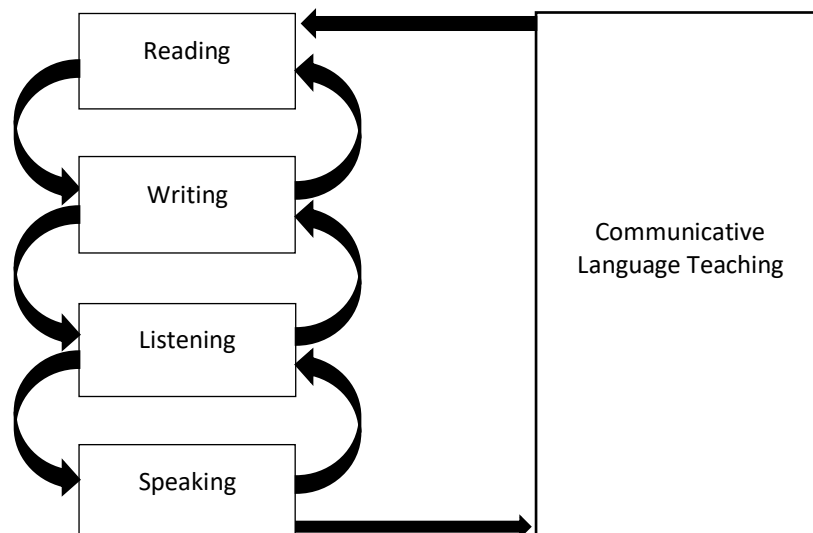 Reading
Writing
Listening
Speaking
Communicative
Language Teaching